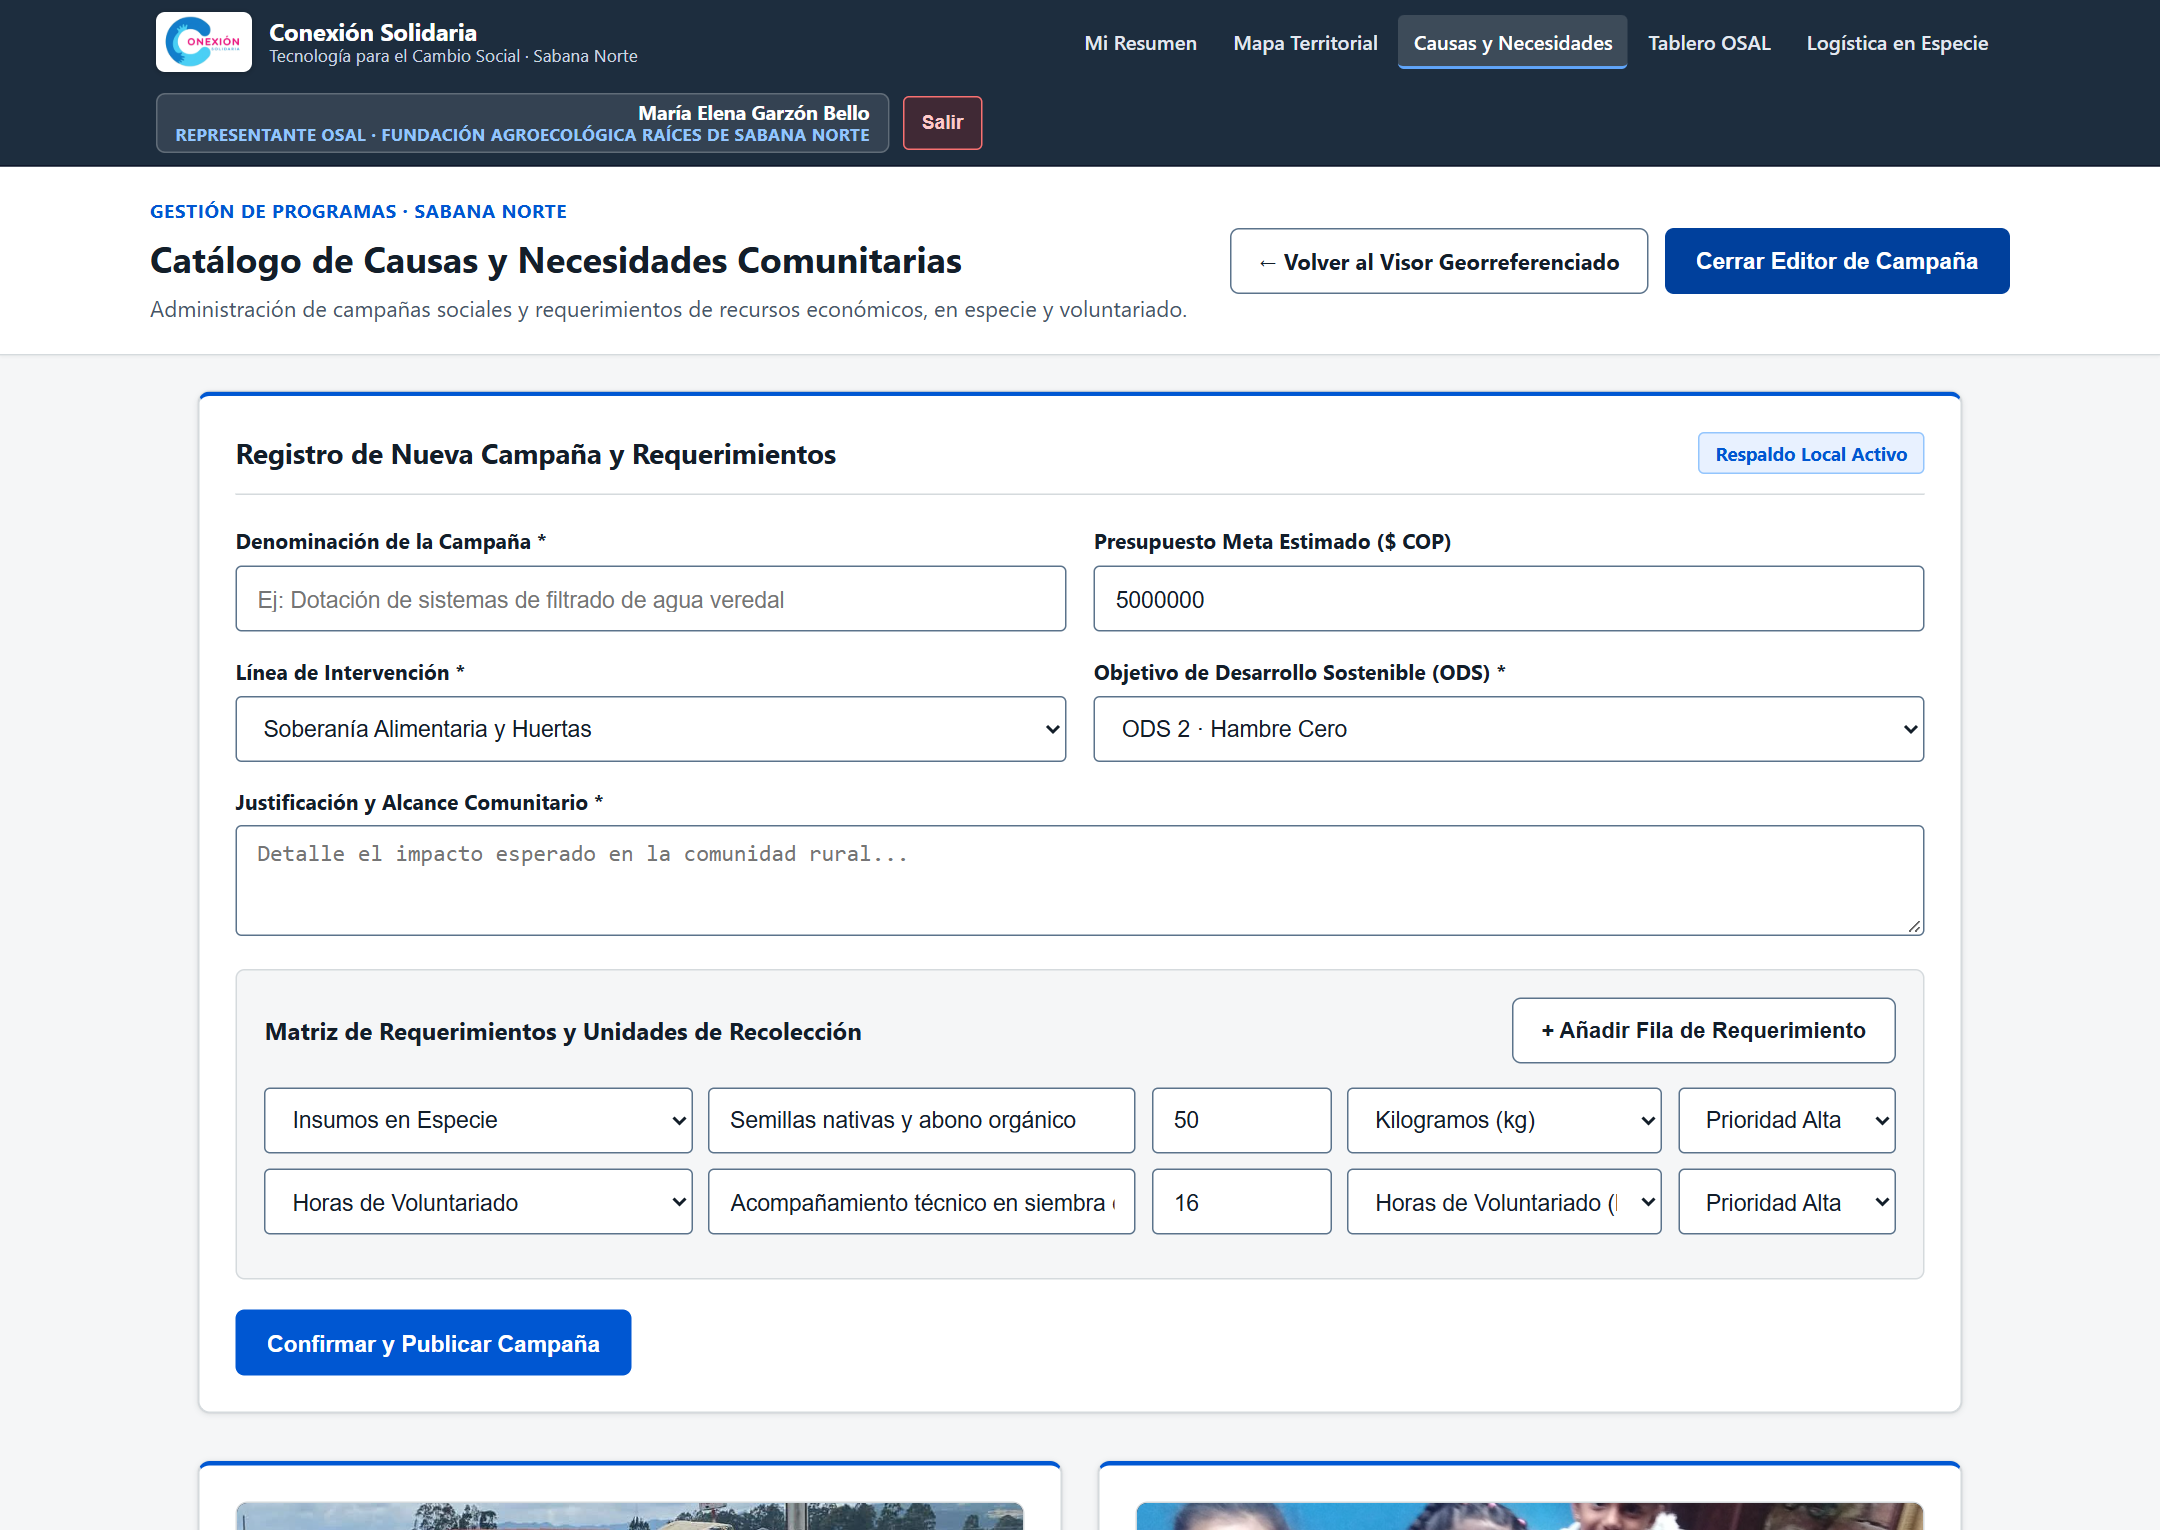 ONEXIÓN
SOLIDARIA
Conexión Solidaria
Tecnología para el Cambio Social · Sabana Norte
Mi Resumen
Mapa Territorial
Causas y Necesidades
Tablero OSAL
Logística en Especie
María Elena Garzón Bello
REPRESENTANTE OSAL · FUNDACIÓN AGROECOLÓGICA RAÍCES DE SABANA NORTE
Salir
GESTIÓN DE PROGRAMAS · SABANA NORTE
Catálogo de Causas y Necesidades Comunitarias
Administración de campañas sociales y requerimientos de recursos económicos, en especie y voluntariado.
← Volver al Visor Georreferenciado
Cerrar Editor de Campaña
Registro de Nueva Campaña y Requerimientos
Respaldo Local Activo
Denominación de la Campaña *
Presupuesto Meta Estimado ($ COP)
Ej: Dotación de sistemas de filtrado de agua veredal
5000000
Línea de Intervención *
Objetivo de Desarrollo Sostenible (ODS) *
Soberanía Alimentaria y Huertas
ODS 2 · Hambre Cero
Justificación y Alcance Comunitario *
Detalle el impacto esperado en la comunidad rural...
Matriz de Requerimientos y Unidades de Recolección
+ Añadir Fila de Requerimiento
Insumos en Especie
Semillas nativas y abono orgánico
50
Kilogramos (kg)
Prioridad Alta
Horas de Voluntariado
Acompañamiento técnico en siembra
16
Horas de Voluntariado (
Prioridad Alta
Confirmar y Publicar Campaña